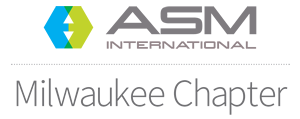 ASM
INTERNATIONAL
Milwaukee Chapter